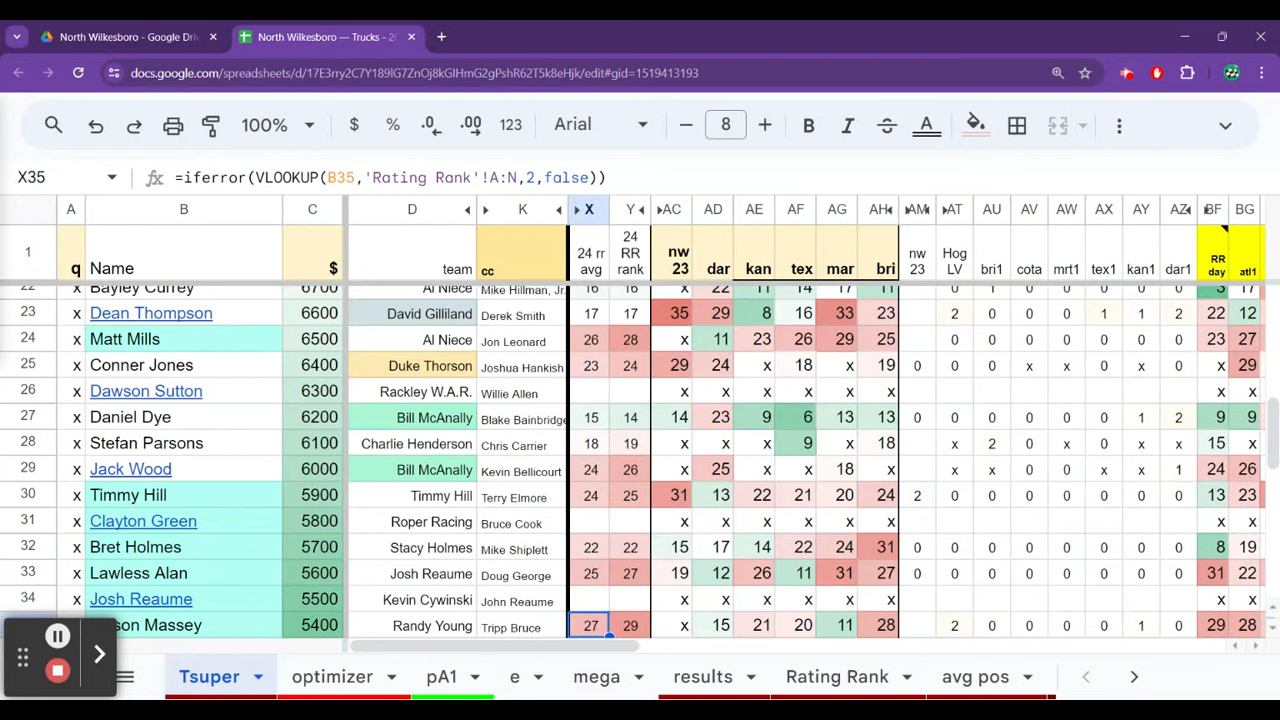 North Wilkesboro - Google Dri
North Wilkesboro — Trucks - 2
docs.google.com/spreadsheets/d/17E3rry2C7Y189lG7ZnOj8kGIHmG2gPshR62T5k8eHjk/edit#gid=1519413193
100% $ % .0 .00 123 Arial 8 B I A
X35 fx =iferror(VLOOKUP(B35,'Rating Rank'!A:N,2,false))
A B C D K X Y AC AD AE AF AG AH AM AT AU AV AW AX AY AZ BF BG
1 q Name $ team cc 24 rr avg 24 RR rank nw 23 dar kan tex mar bri nw 23 Hog LV bri1 cota mrt1 tex1 kan1 dar1 RR day atl1
22 x Bayley Currey 6700 Al Niece Mike Hillman, Jr. 16 16 x 22 11 14 17 11 0 1 0 0 0 0 0 3 17
23 x Dean Thompson 6600 David Gilliland Derek Smith 17 17 35 29 8 16 33 23 2 0 0 0 1 1 2 22 12
24 x Matt Mills 6500 Al Niece Jon Leonard 26 28 x 11 23 26 29 25 0 0 0 0 0 0 0 23 27
25 x Conner Jones 6400 Duke Thorson Joshua Hankish 23 24 29 24 x 18 x 19 0 0 0 x x 0 x 0 x 29
26 x Dawson Sutton 6300 Rackley W.A.R. Willie Allen x x x x x x x x
27 x Daniel Dye 6200 Bill McAnally Blake Bainbridge 15 14 14 23 9 6 13 13 0 0 0 0 0 0 1 2 9 9
28 x Stefan Parsons 6100 Charlie Henderson Chris Carrier 18 19 x x x 9 x 18 x 2 0 x 0 x x 15 x
29 x Jack Wood 6000 Bill McAnally Kevin Bellicourt 24 26 x 25 x x 18 x x x 0 x x x 1 24 26
30 x Timmy Hill 5900 Timmy Hill Terry Elmore 24 25 31 13 22 21 20 24 2 0 0 0 0 0 0 0 13 23
31 x Clayton Green 5800 Roper Racing Bruce Cook x x x x x x x x
32 x Bret Holmes 5700 Stacy Holmes Mike Shiplett 22 22 15 17 14 22 24 31 0 0 0 0 0 0 0 0 8 19
33 x Lawless Alan 5600 Josh Reaume Doug George 25 27 19 12 26 11 31 27 0 0 0 0 0 0 0 0 31 22
34 x Josh Reaume 5500 Kevin Cywinski John Reaume x x x x x x x x
son Massey 5400 Randy Young Tripp Bruce 27 29 x 15 21 20 11 28 2 0 0 0 0 1 0 29 28
Tsuper optimizer pA1 e mega results Rating Rank avg pos